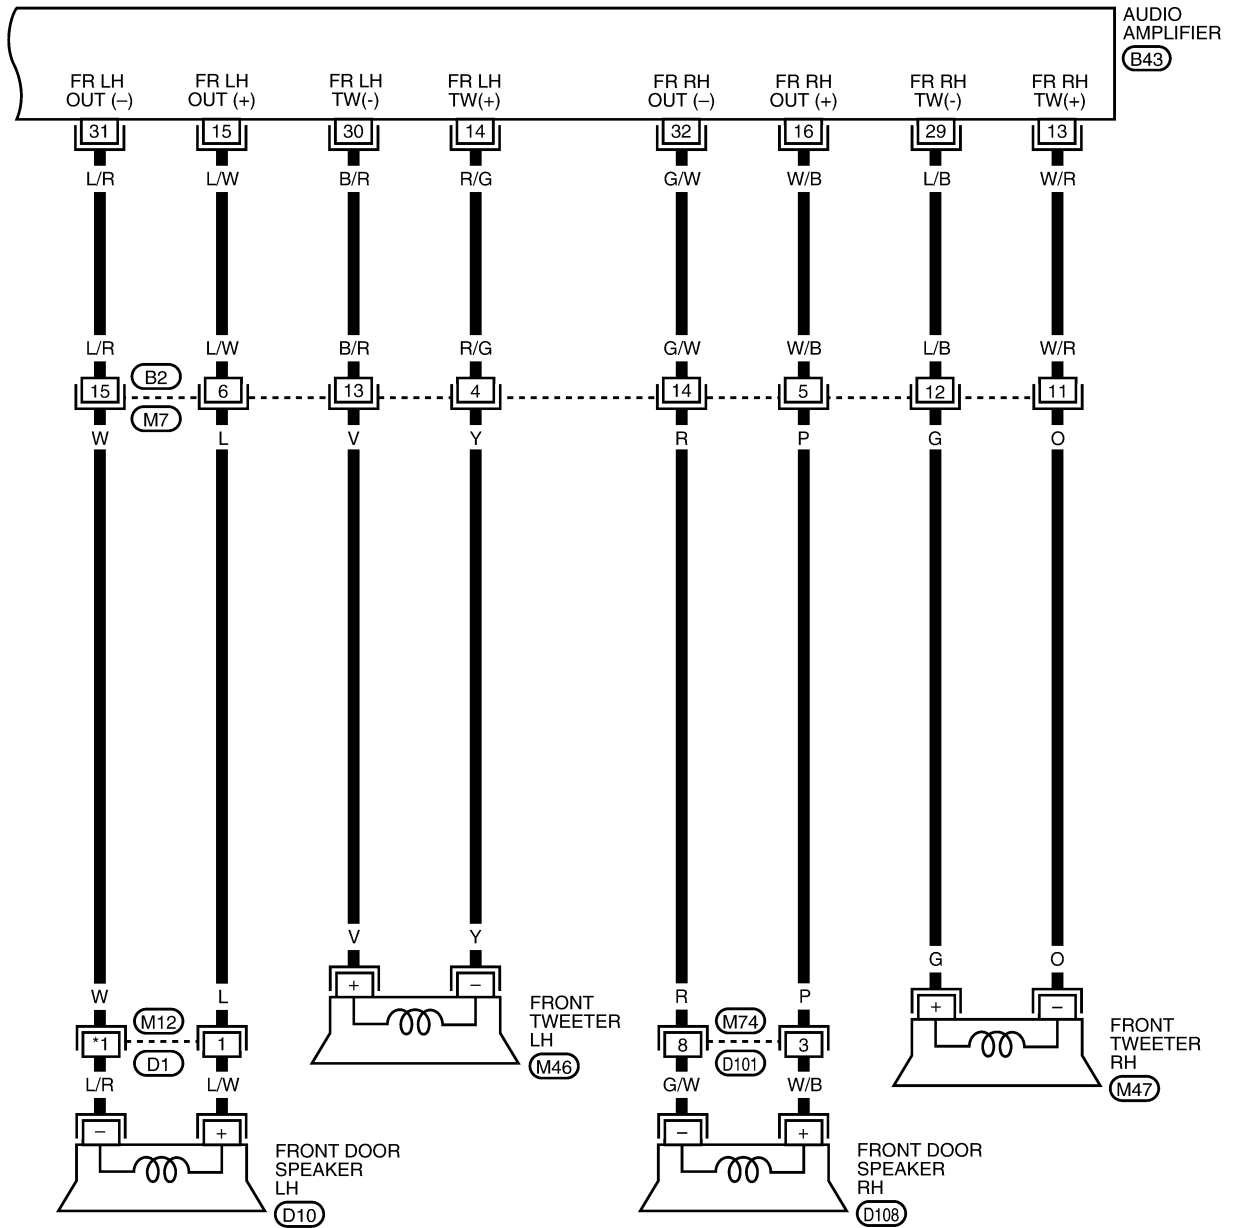 AUDIO
AMPLIFIER
B43
FR LH FR LH FR LH FR LH FR RH FR RH FR RH FR RH
OUT (–) OUT (+) TW(-) TW(+) OUT (–) OUT (+) TW(-) TW(+)
31 15 30 14 32 16 29 13
L/R L/W B/R R/G G/W W/B L/B W/R
L/R L/W B/R R/G G/W W/B L/B W/R
B2
15 6 13 4 14 5 12 11
M7
W L V Y R P G O
V Y
G O
+ –
W L R P
+ –
FRONT
TWEETER
LH
M46
M12 M74
*1 1 8 3
D1 D101
FRONT
TWEETER
RH
M47
L/R L/W G/W W/B
– + – +
FRONT DOOR
SPEAKER
LH
D10
FRONT DOOR
SPEAKER
RH
D108